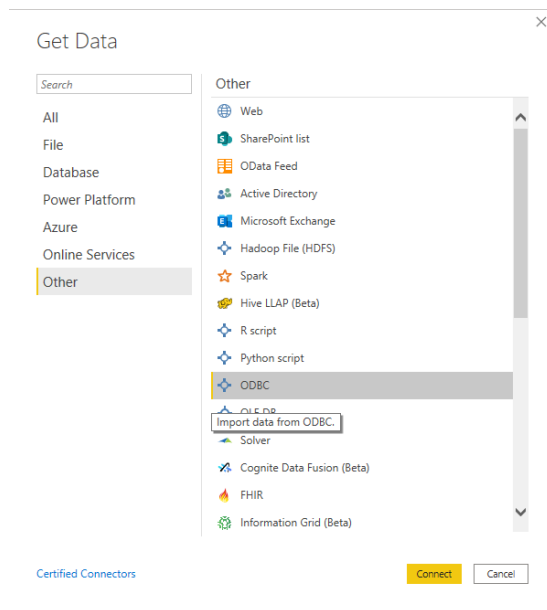 Get Data
Search
All
File
Database
Power Platform
Azure
Online Services
Other
Other
Web
SharePoint list
OData Feed
Active Directory
Microsoft Exchange
Hadoop File (HDFS)
Spark
Hive LLAP (Beta)
R script
Python script
ODBC
Import data from ODBC.
Solver
Cognite Data Fusion (Beta)
FHIR
Information Grid (Beta)
Certified Connectors
Connect
Cancel